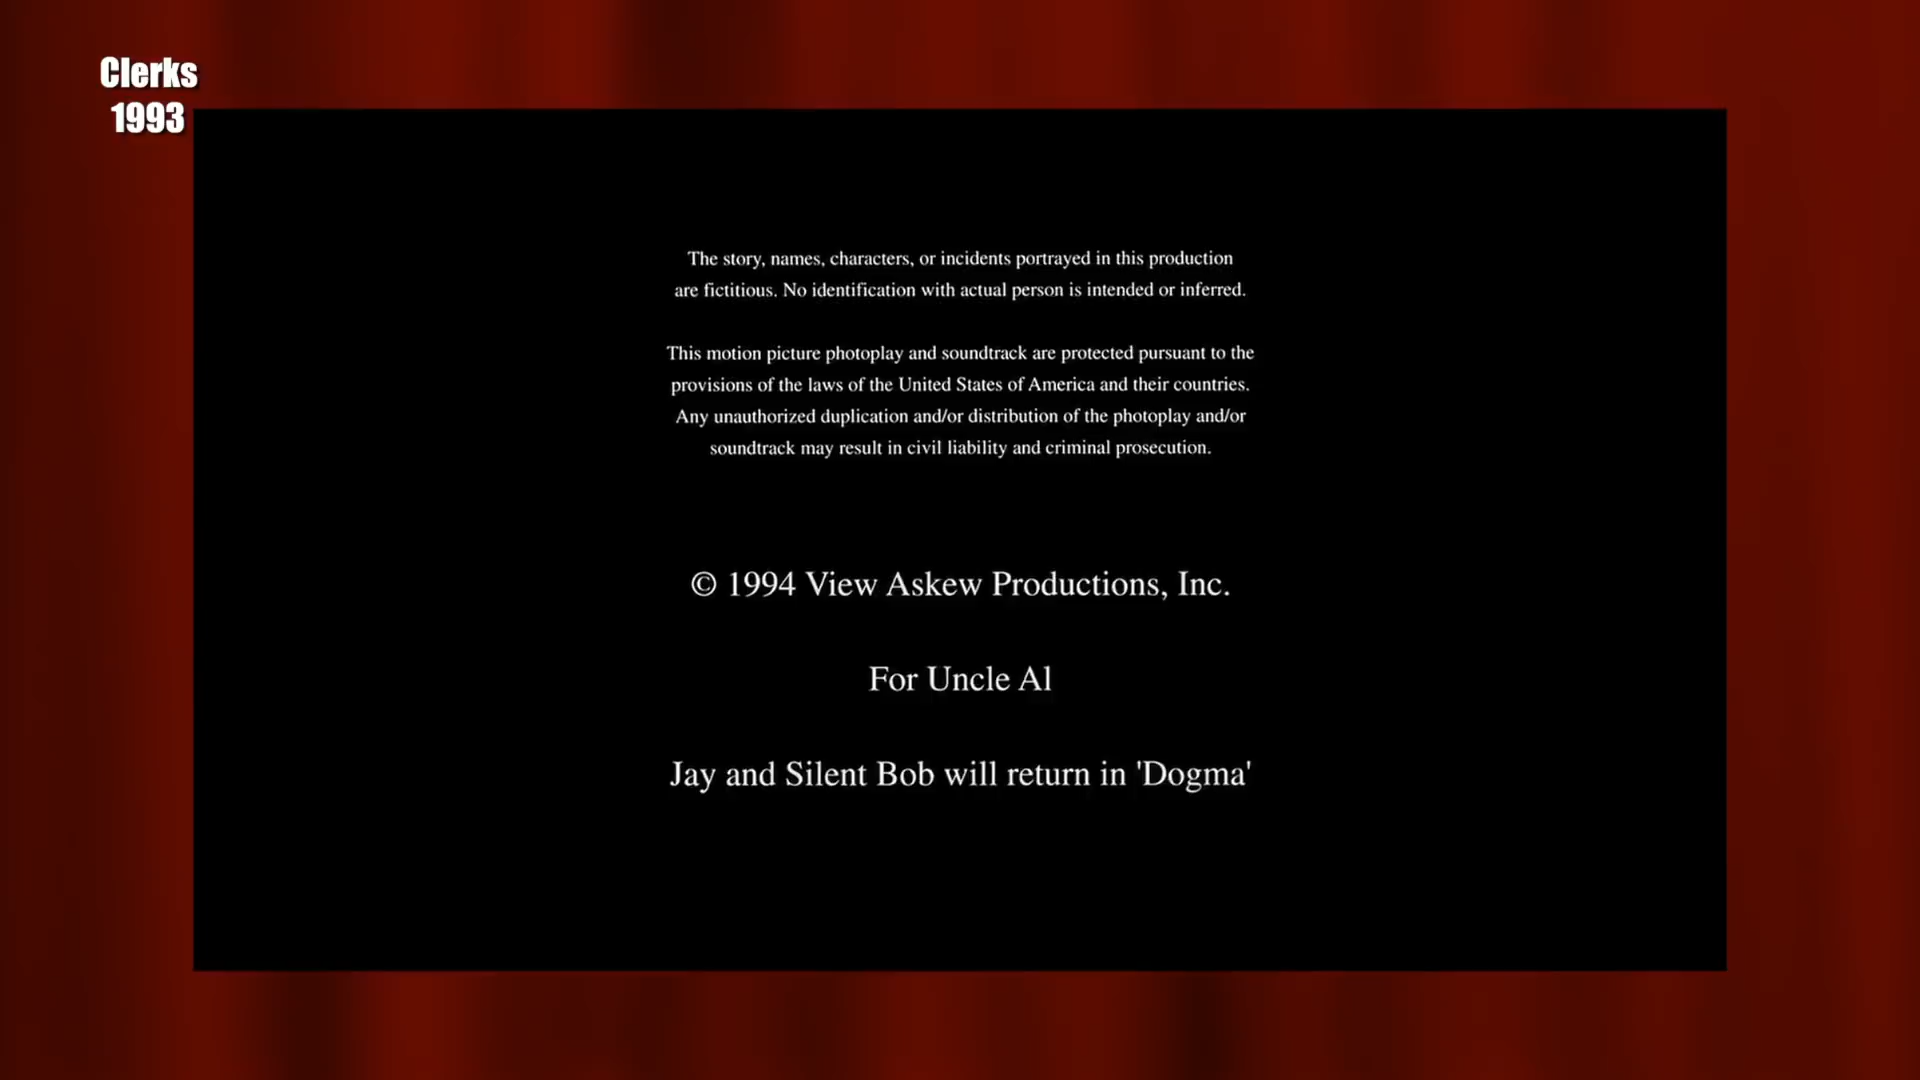 Clerks
1993
The story, names, characters, or incidents portrayed in this production
are fictitious. No identification with actual person is intended or inferred.
This motion picture photoplay and soundtrack are protected pursuant to the
provisions of the laws of the United States of America and their countries.
Any unauthorized duplication and/or distribution of the photoplay and/or
soundtrack may result in civil liability and criminal prosecution.
© 1994 View Askew Productions, Inc.
For Uncle Al
Jay and Silent Bob will return in 'Dogma'